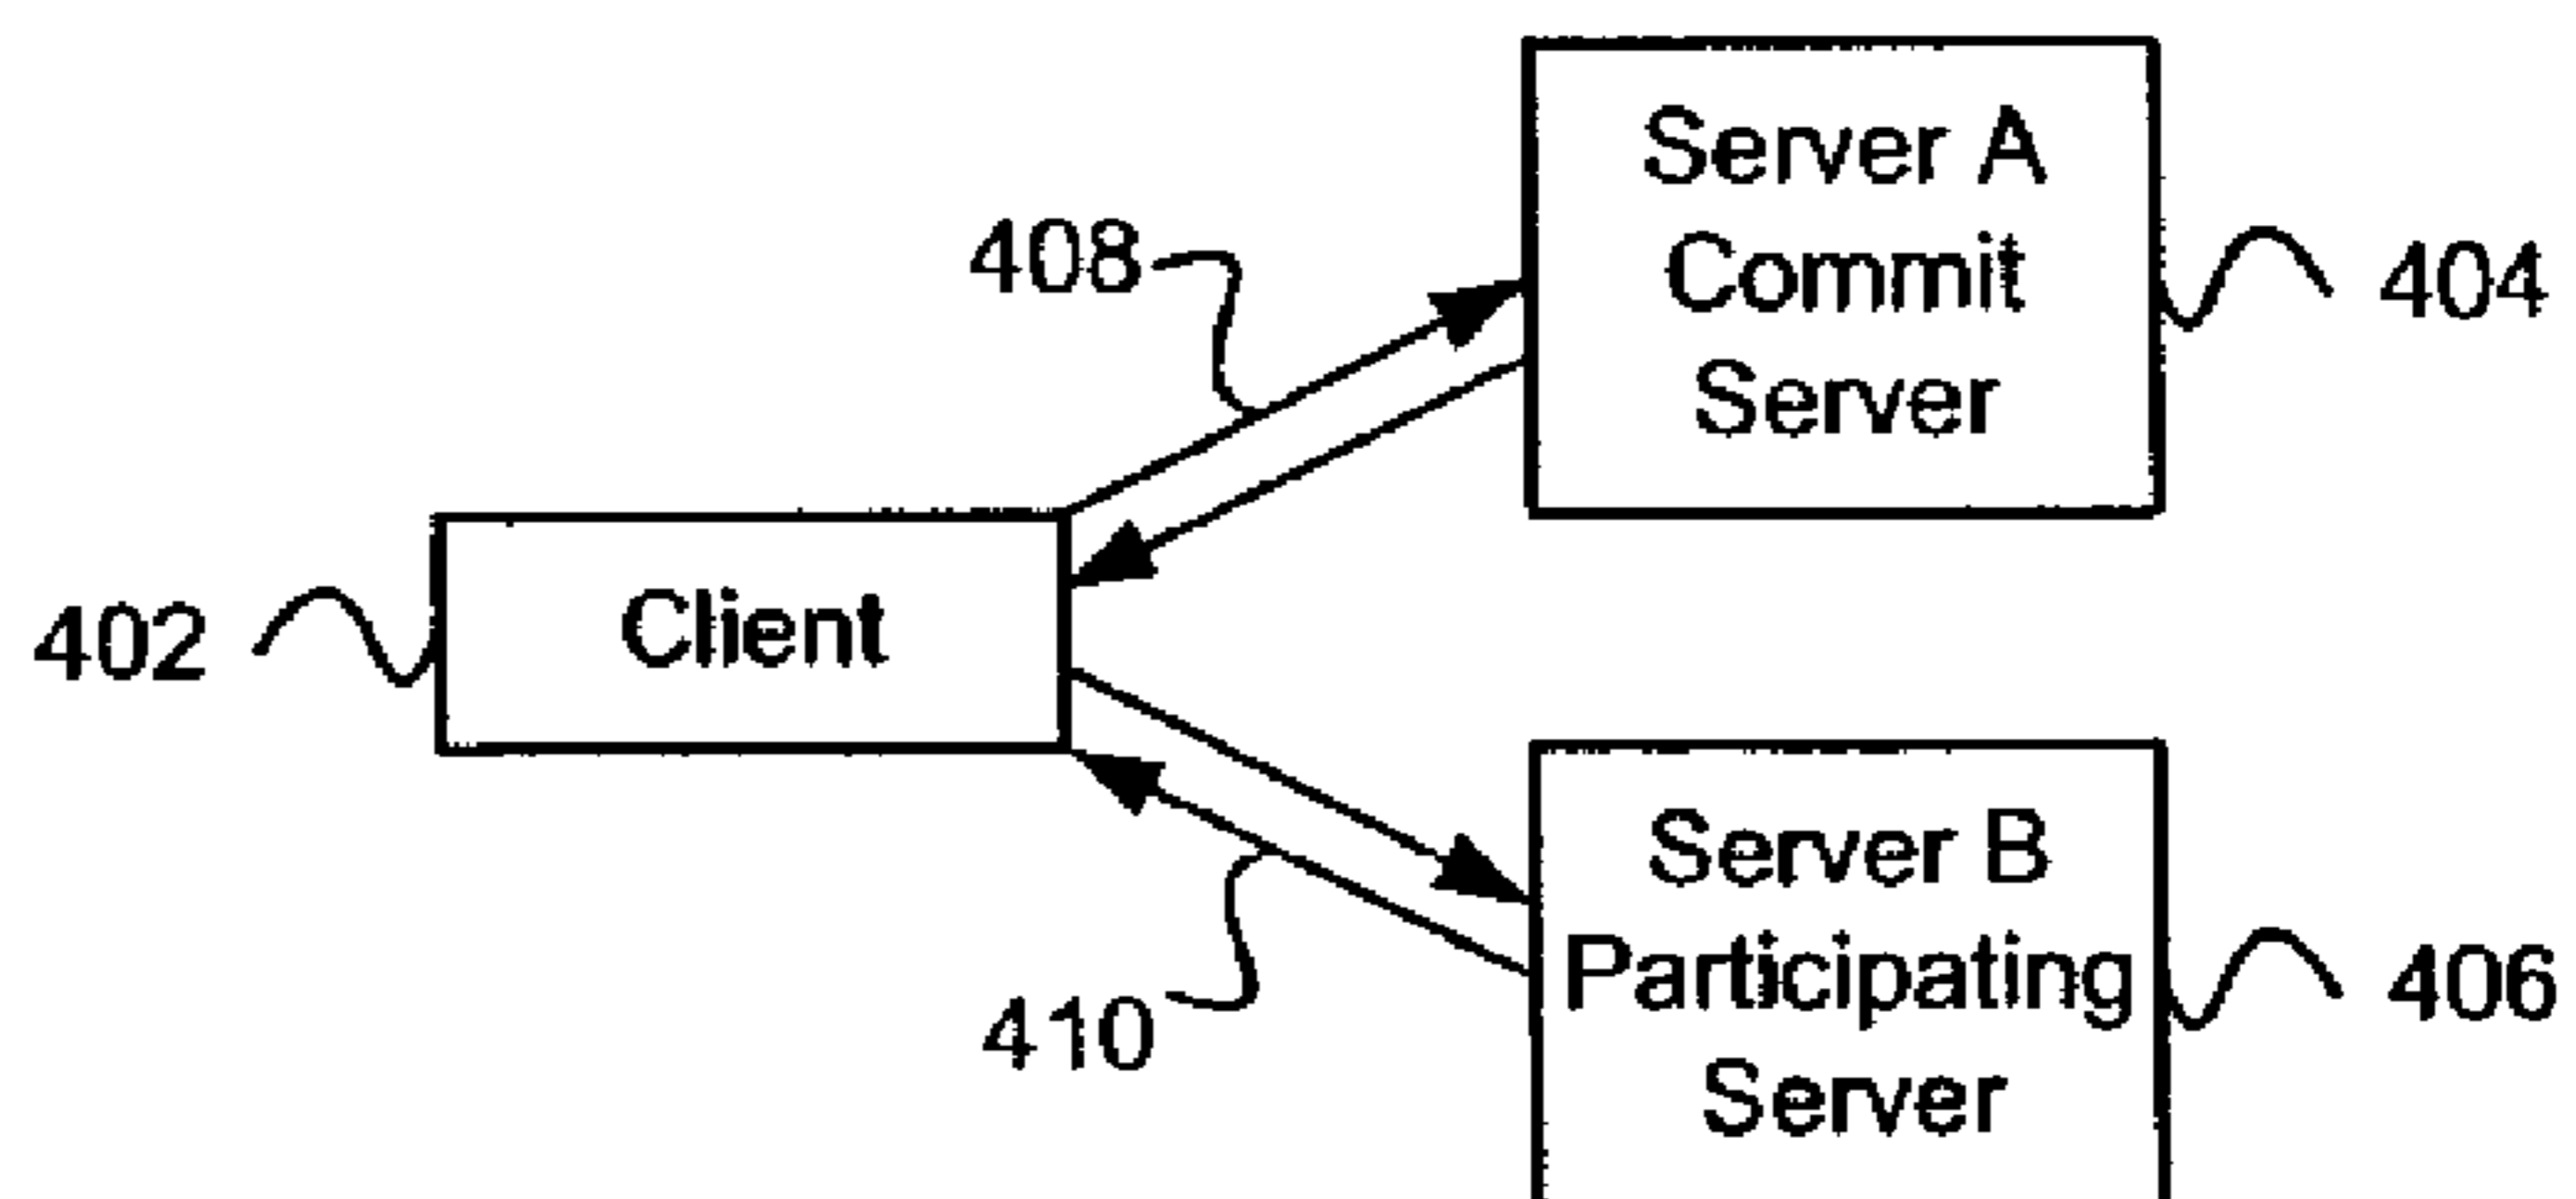 Server A
Commit
Server
404
408
Client
402
Server B
Participating
Server
406
410